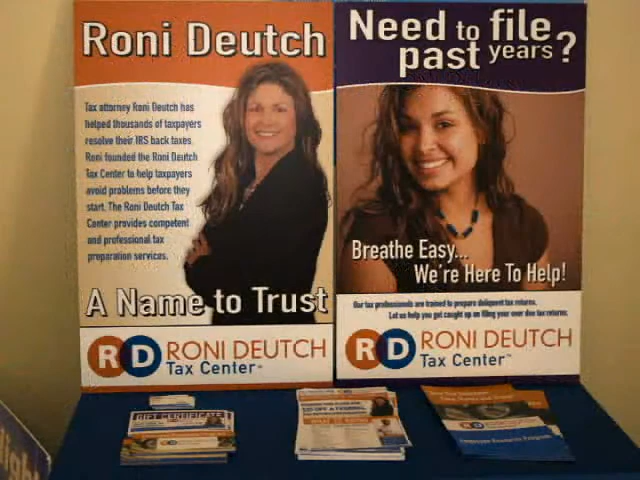 Roni Deutch
Tax attorney Roni Deutch has
helped thousands of taxpayers
resolve their IRS back taxes
Roni founded the Roni Deutch
Tax Center to help taxpayers
avoid problems before they
start. The Roni Deutch Tax
Center provides competent
and professional tax
preparation services.
A Name to Trust
RD RONI DEUTCH
Tax Center
Need to file
past years?
Breathe Easy...
We're Here To Help!
Our tax professionals are trained to prepare deliquent tax returns.
Let us help you get caught up on filing your over due tax returns.
RD RONI DEUTCH
Tax Center™
GIFT CERTIFICATE